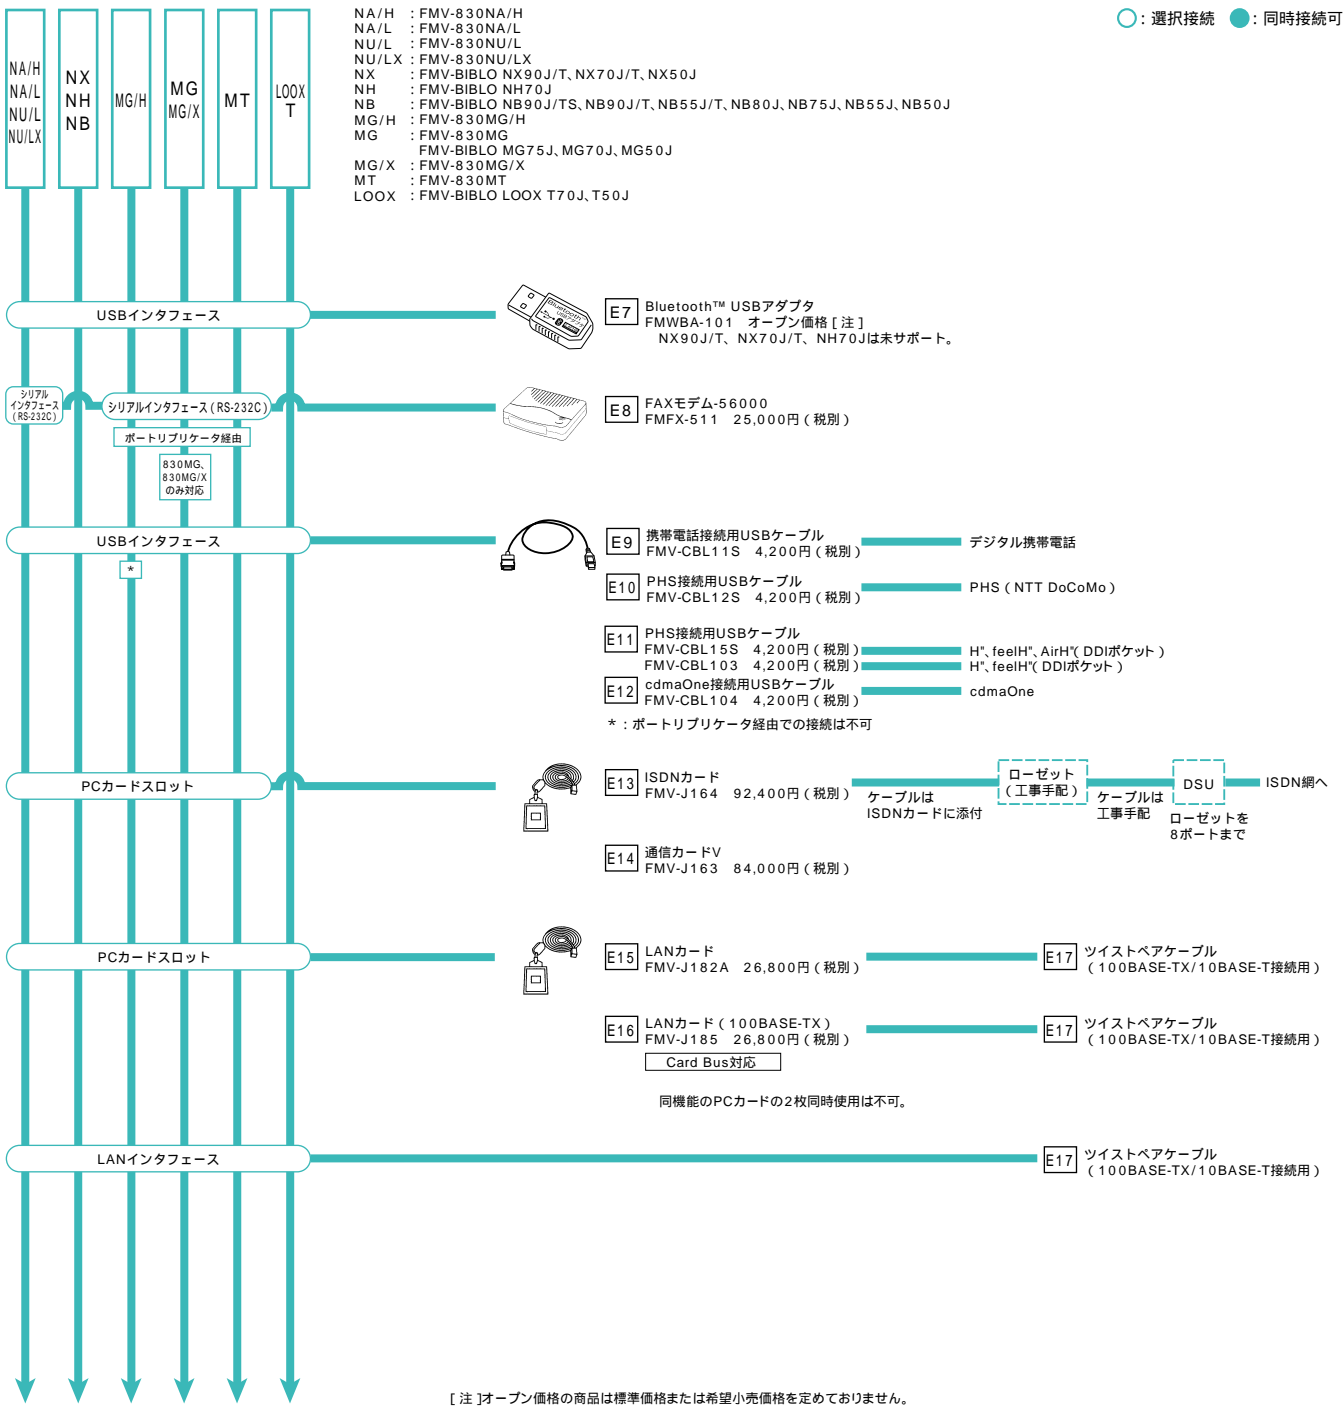 ○：選択接続　●：同時接続可
NA/H
NA/L
NU/L
NU/LX
NX
NH
NB
MG/H
MG
MG/X
MT
LOOX
T
NA/H ：FMV-830NA/H
NA/L ：FMV-830NA/L
NU/L ：FMV-830NU/L
NU/LX ：FMV-830NU/LX
NX ：FMV-BIBLO NX90J/T、NX70J/T、NX50J
NH ：FMV-BIBLO NH70J
NB ：FMV-BIBLO NB90J/TS、NB90J/T、NB55J/T、NB80J、NB75J、NB55J、NB50J
MG/H ：FMV-830MG/H
MG ：FMV-830MG
FMV-BIBLO MG75J、MG70J、MG50J
MG/X ：FMV-830MG/X
MT ：FMV-830MT
LOOX ：FMV-BIBLO LOOX T70J、T50J
USBインタフェース
Bluetooth
USBアダプタ
E7 Bluetooth™ USBアダプタ
FMWBA-101　オープン価格［注］
NX90J/T、NX70J/T、NH70Jは未サポート。
シリアル
インタフェース
（RS-232C）
シリアルインタフェース（RS-232C）
ポートリプリケータ経由
830MG、
830MG/X
のみ対応
E8 FAXモデム-56000
FMFX-511　25,000円（税別）
USBインタフェース
*
E9 携帯電話接続用USBケーブル
FMV-CBL11S　4,200円（税別）
デジタル携帯電話
E10 PHS接続用USBケーブル
FMV-CBL12S　4,200円（税別）
PHS（NTT DoCoMo）
E11 PHS接続用USBケーブル
FMV-CBL15S　4,200円（税別） H"、feelH"、AirH"（DDIポケット）
FMV-CBL103　4,200円（税別） H"、feelH"（DDIポケット）
E12 cdmaOne接続用USBケーブル
FMV-CBL104　4,200円（税別）
cdmaOne
*：ポートリプリケータ経由での接続は不可
PCカードスロット
E13 ISDNカード
FMV-J164　92,400円（税別）
ケーブルは
ISDNカードに添付
ローゼット
（工事手配）
ケーブルは
工事手配
DSU
ローゼットを
8ポートまで
ISDN網へ
E14 通信カードV
FMV-J163　84,000円（税別）
PCカードスロット
E15 LANカード
FMV-J182A　26,800円（税別）
E17 ツイストペアケーブル
（100BASE-TX/10BASE-T接続用）
E16 LANカード（100BASE-TX）
FMV-J185　26,800円（税別）
Card Bus対応
E17 ツイストペアケーブル
（100BASE-TX/10BASE-T接続用）
同機能のPCカードの2枚同時使用は不可。
LANインタフェース
E17 ツイストペアケーブル
（100BASE-TX/10BASE-T接続用）
［注］オープン価格の商品は標準価格または希望小売価格を定めておりません。